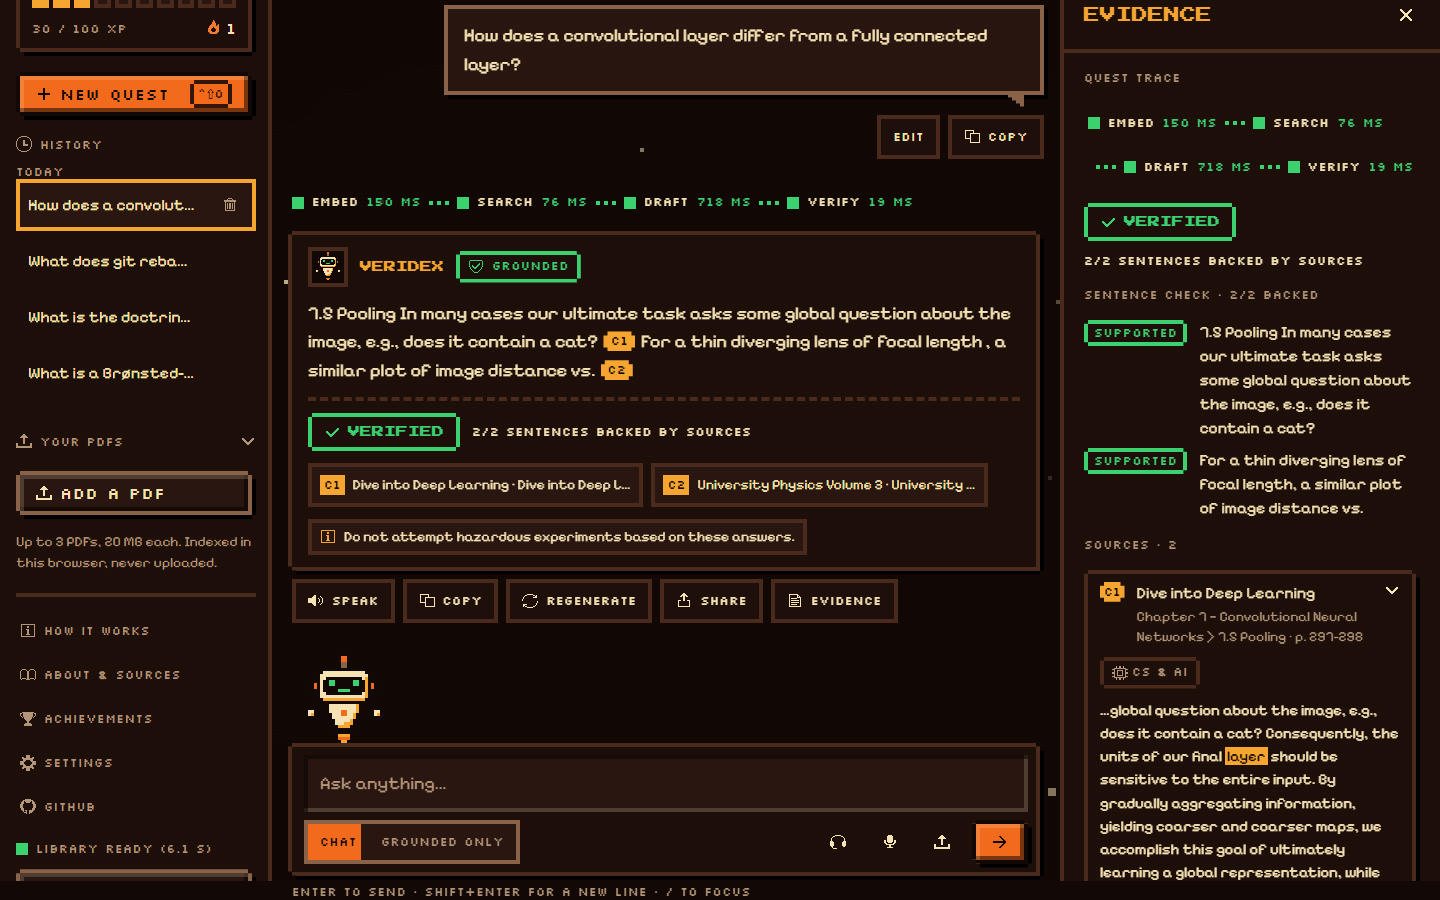 30 / 100 XP
1
+ NEW QUEST ^⇧O
HISTORY
TODAY
How does a convolut...
What does git reba...
What is the doctrin...
What is a Brønsted-...
YOUR PDFS
ADD A PDF
Up to 3 PDFs, 20 MB each. Indexed in
this browser, never uploaded.
HOW IT WORKS
ABOUT & SOURCES
ACHIEVEMENTS
SETTINGS
GITHUB
LIBRARY READY (6.1 S)
How does a convolutional layer differ from a fully connected
layer?
EDIT
COPY
EMBED 150 MS SEARCH 76 MS DRAFT 718 MS VERIFY 19 MS
VERIDEX
GROUNDED
7.5 Pooling In many cases our ultimate task asks some global question about the
image, e.g., does it contain a cat? C1 For a thin diverging lens of focal length , a
similar plot of image distance vs. C2
VERIFIED
2/2 SENTENCES BACKED BY SOURCES
C1 Dive into Deep Learning · Dive into Deep L...
C2 University Physics Volume 3 · University ...
Do not attempt hazardous experiments based on these answers.
SPEAK
COPY
REGENERATE
SHARE
EVIDENCE
Ask anything...
CHAT
GROUNDED ONLY
ENTER TO SEND · SHIFT+ENTER FOR A NEW LINE · / TO FOCUS
EVIDENCE
QUEST TRACE
EMBED 150 MS SEARCH 76 MS
DRAFT 718 MS VERIFY 19 MS
VERIFIED
2/2 SENTENCES BACKED BY SOURCES
SENTENCE CHECK · 2/2 BACKED
SUPPORTED
7.5 Pooling In many cases
our ultimate task asks
some global question about
the image, e.g., does it
contain a cat?
SUPPORTED
For a thin diverging lens of
focal length, a similar plot
of image distance vs.
SOURCES · 2
C1 Dive into Deep Learning
Chapter 7 - Convolutional Neural
Networks > 7.5 Pooling · p. 297-298
CS & AI
...global question about the image, e.g.,
does it contain a cat? Consequently, the
units of our final layer should be
sensitive to the entire input. By
gradually aggregating information,
yielding coarser and coarser maps, we
accomplish this goal of ultimately
learning a global representation, while